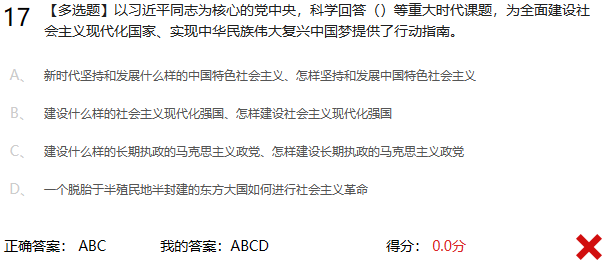 17 【多选题】以习近平同志为核心的党中央，科学回答（）等重大时代课题，为全面建设社
会主义现代化国家、实现中华民族伟大复兴中国梦提供了行动指南。
A、 新时代坚持和发展什么样的中国特色社会主义、怎样坚持和发展中国特色社会主义
B、 建设什么样的社会主义现代化强国、怎样建设社会主义现代化强国
C、 建设什么样的长期执政的马克思主义政党、怎样建设长期执政的马克思主义政党
D、 一个脱胎于半殖民地半封建的东方大国如何进行社会主义革命
正确答案： ABC 我的答案：ABCD 得分： 0.0分